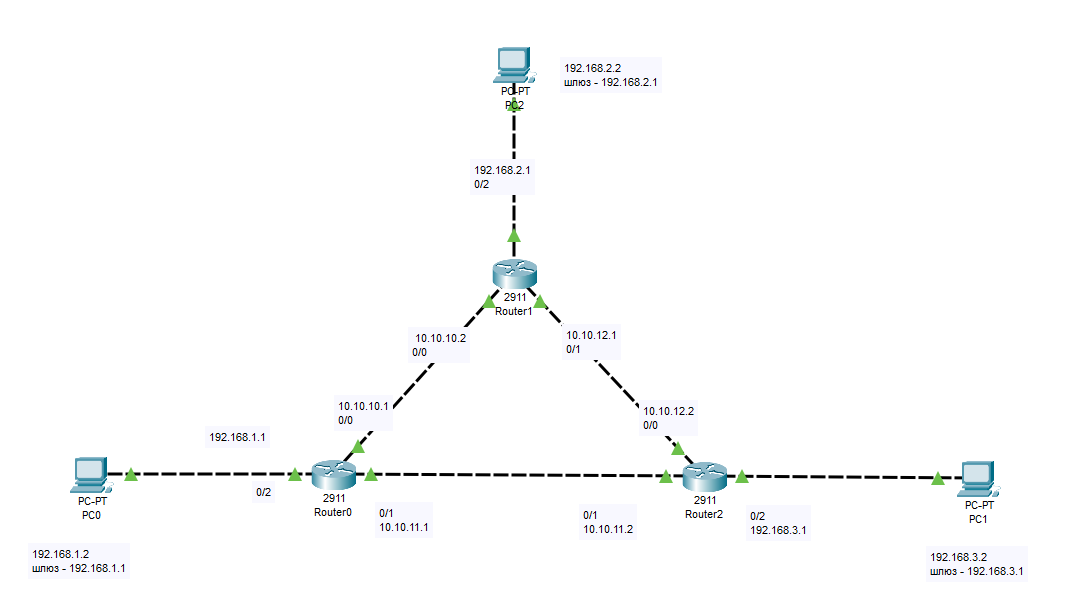 192.168.2.2
шлюз - 192.168.2.1
PC-PT
PC2
192.168.2.1
0/2
2911
Router1
10.10.10.2
0/0
10.10.12.1
0/1
10.10.10.1
0/0
10.10.12.2
0/0
192.168.1.1
0/2
PC-PT
PC0
2911
Router0
0/1
10.10.11.1
0/1
10.10.11.2
2911
Router2
0/2
192.168.3.1
PC-PT
PC1
192.168.1.2
шлюз - 192.168.1.1
192.168.3.2
шлюз - 192.168.3.1